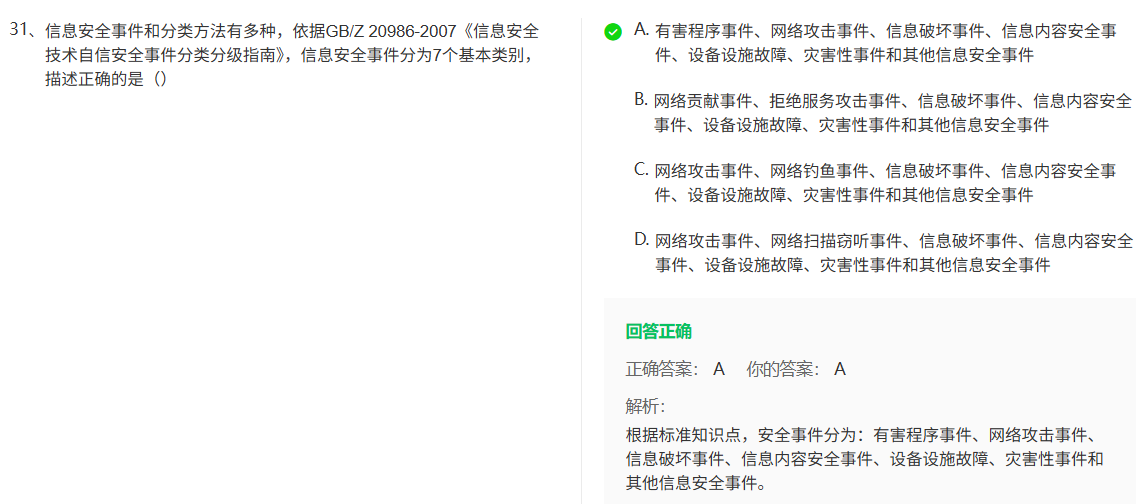 31、信息安全事件和分类方法有多种，依据GB/Z 20986-2007《信息安全
技术自信安全事件分类分级指南》，信息安全事件分为7个基本类别，
描述正确的是（）
A. 有害程序事件、网络攻击事件、信息破坏事件、信息内容安全事
件、设备设施故障、灾害性事件和其他信息安全事件
B. 网络贡献事件、拒绝服务攻击事件、信息破坏事件、信息内容安全
事件、设备设施故障、灾害性事件和其他信息安全事件
C. 网络攻击事件、网络钓鱼事件、信息破坏事件、信息内容安全事
件、设备设施故障、灾害性事件和其他信息安全事件
D. 网络攻击事件、网络扫描窃听事件、信息破坏事件、信息内容安全
事件、设备设施故障、灾害性事件和其他信息安全事件
回答正确
正确答案： A 你的答案： A
解析：
根据标准知识点，安全事件分为：有害程序事件、网络攻击事件、
信息破坏事件、信息内容安全事件、设备设施故障、灾害性事件和
其他信息安全事件。